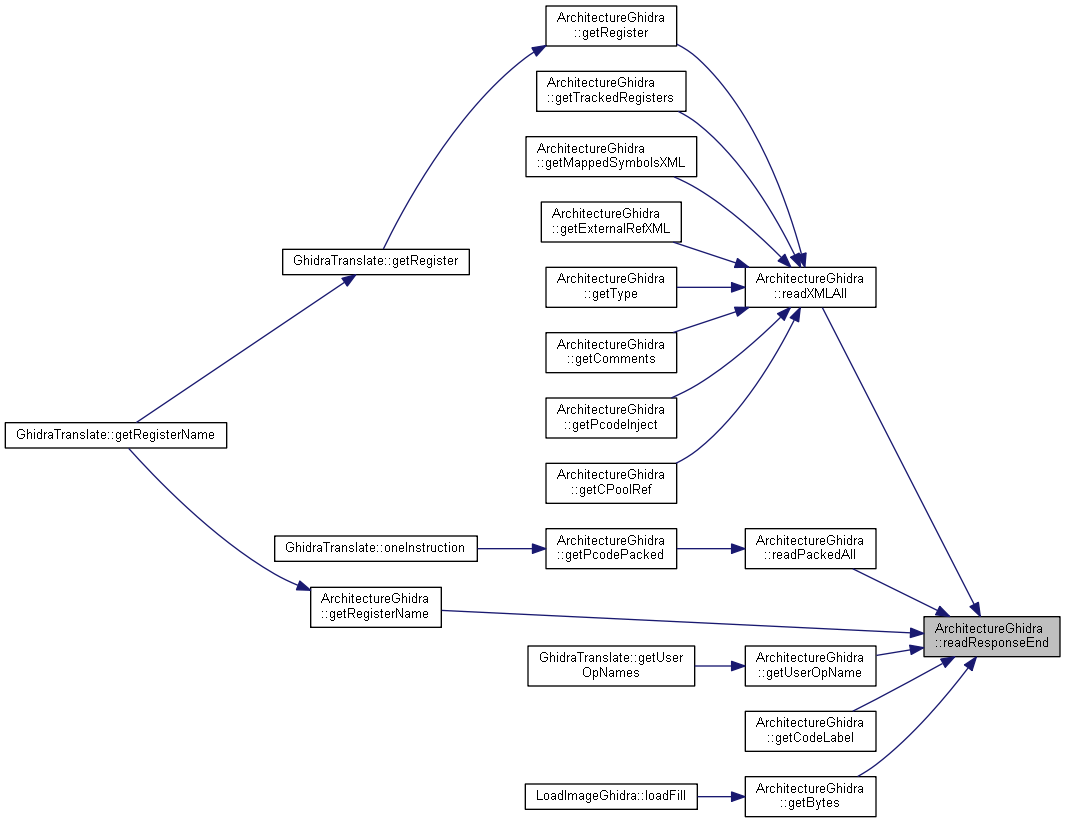 ArchitectureGhidra
::getRegister
ArchitectureGhidra
::getTrackedRegisters
ArchitectureGhidra
::getMappedSymbolsXML
ArchitectureGhidra
::getExternalRefXML
GhidraTranslate::getRegister
ArchitectureGhidra
::getType
ArchitectureGhidra
::readXMLAll
ArchitectureGhidra
::getComments
ArchitectureGhidra
::getPcodeInject
GhidraTranslate::getRegisterName
ArchitectureGhidra
::getCPoolRef
GhidraTranslate::oneInstruction
ArchitectureGhidra
::getPcodePacked
ArchitectureGhidra
::readPackedAll
ArchitectureGhidra
::getRegisterName
ArchitectureGhidra
::readResponseEnd
GhidraTranslate::getUser
OpNames
ArchitectureGhidra
::getUserOpName
ArchitectureGhidra
::getCodeLabel
LoadImageGhidra::loadFill
ArchitectureGhidra
::getBytes